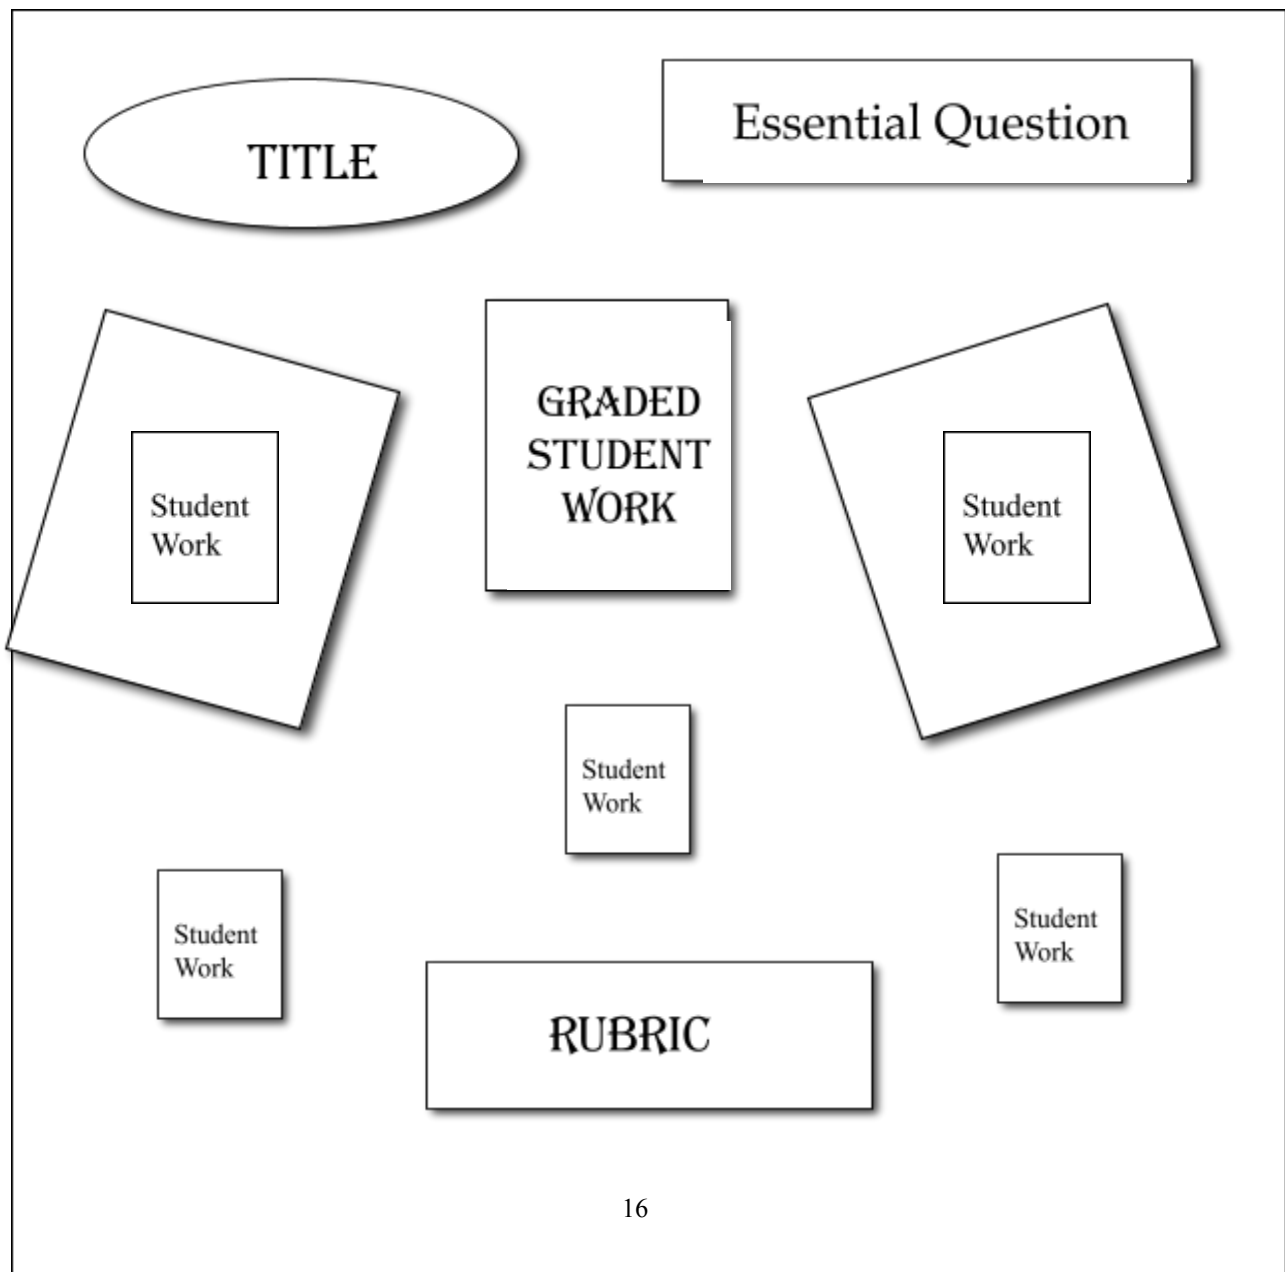 TITLE
Essential Question
GRADED
STUDENT
WORK
Student
Work
Student
Work
Student
Work
Student
Work
Student
Work
RUBRIC
16